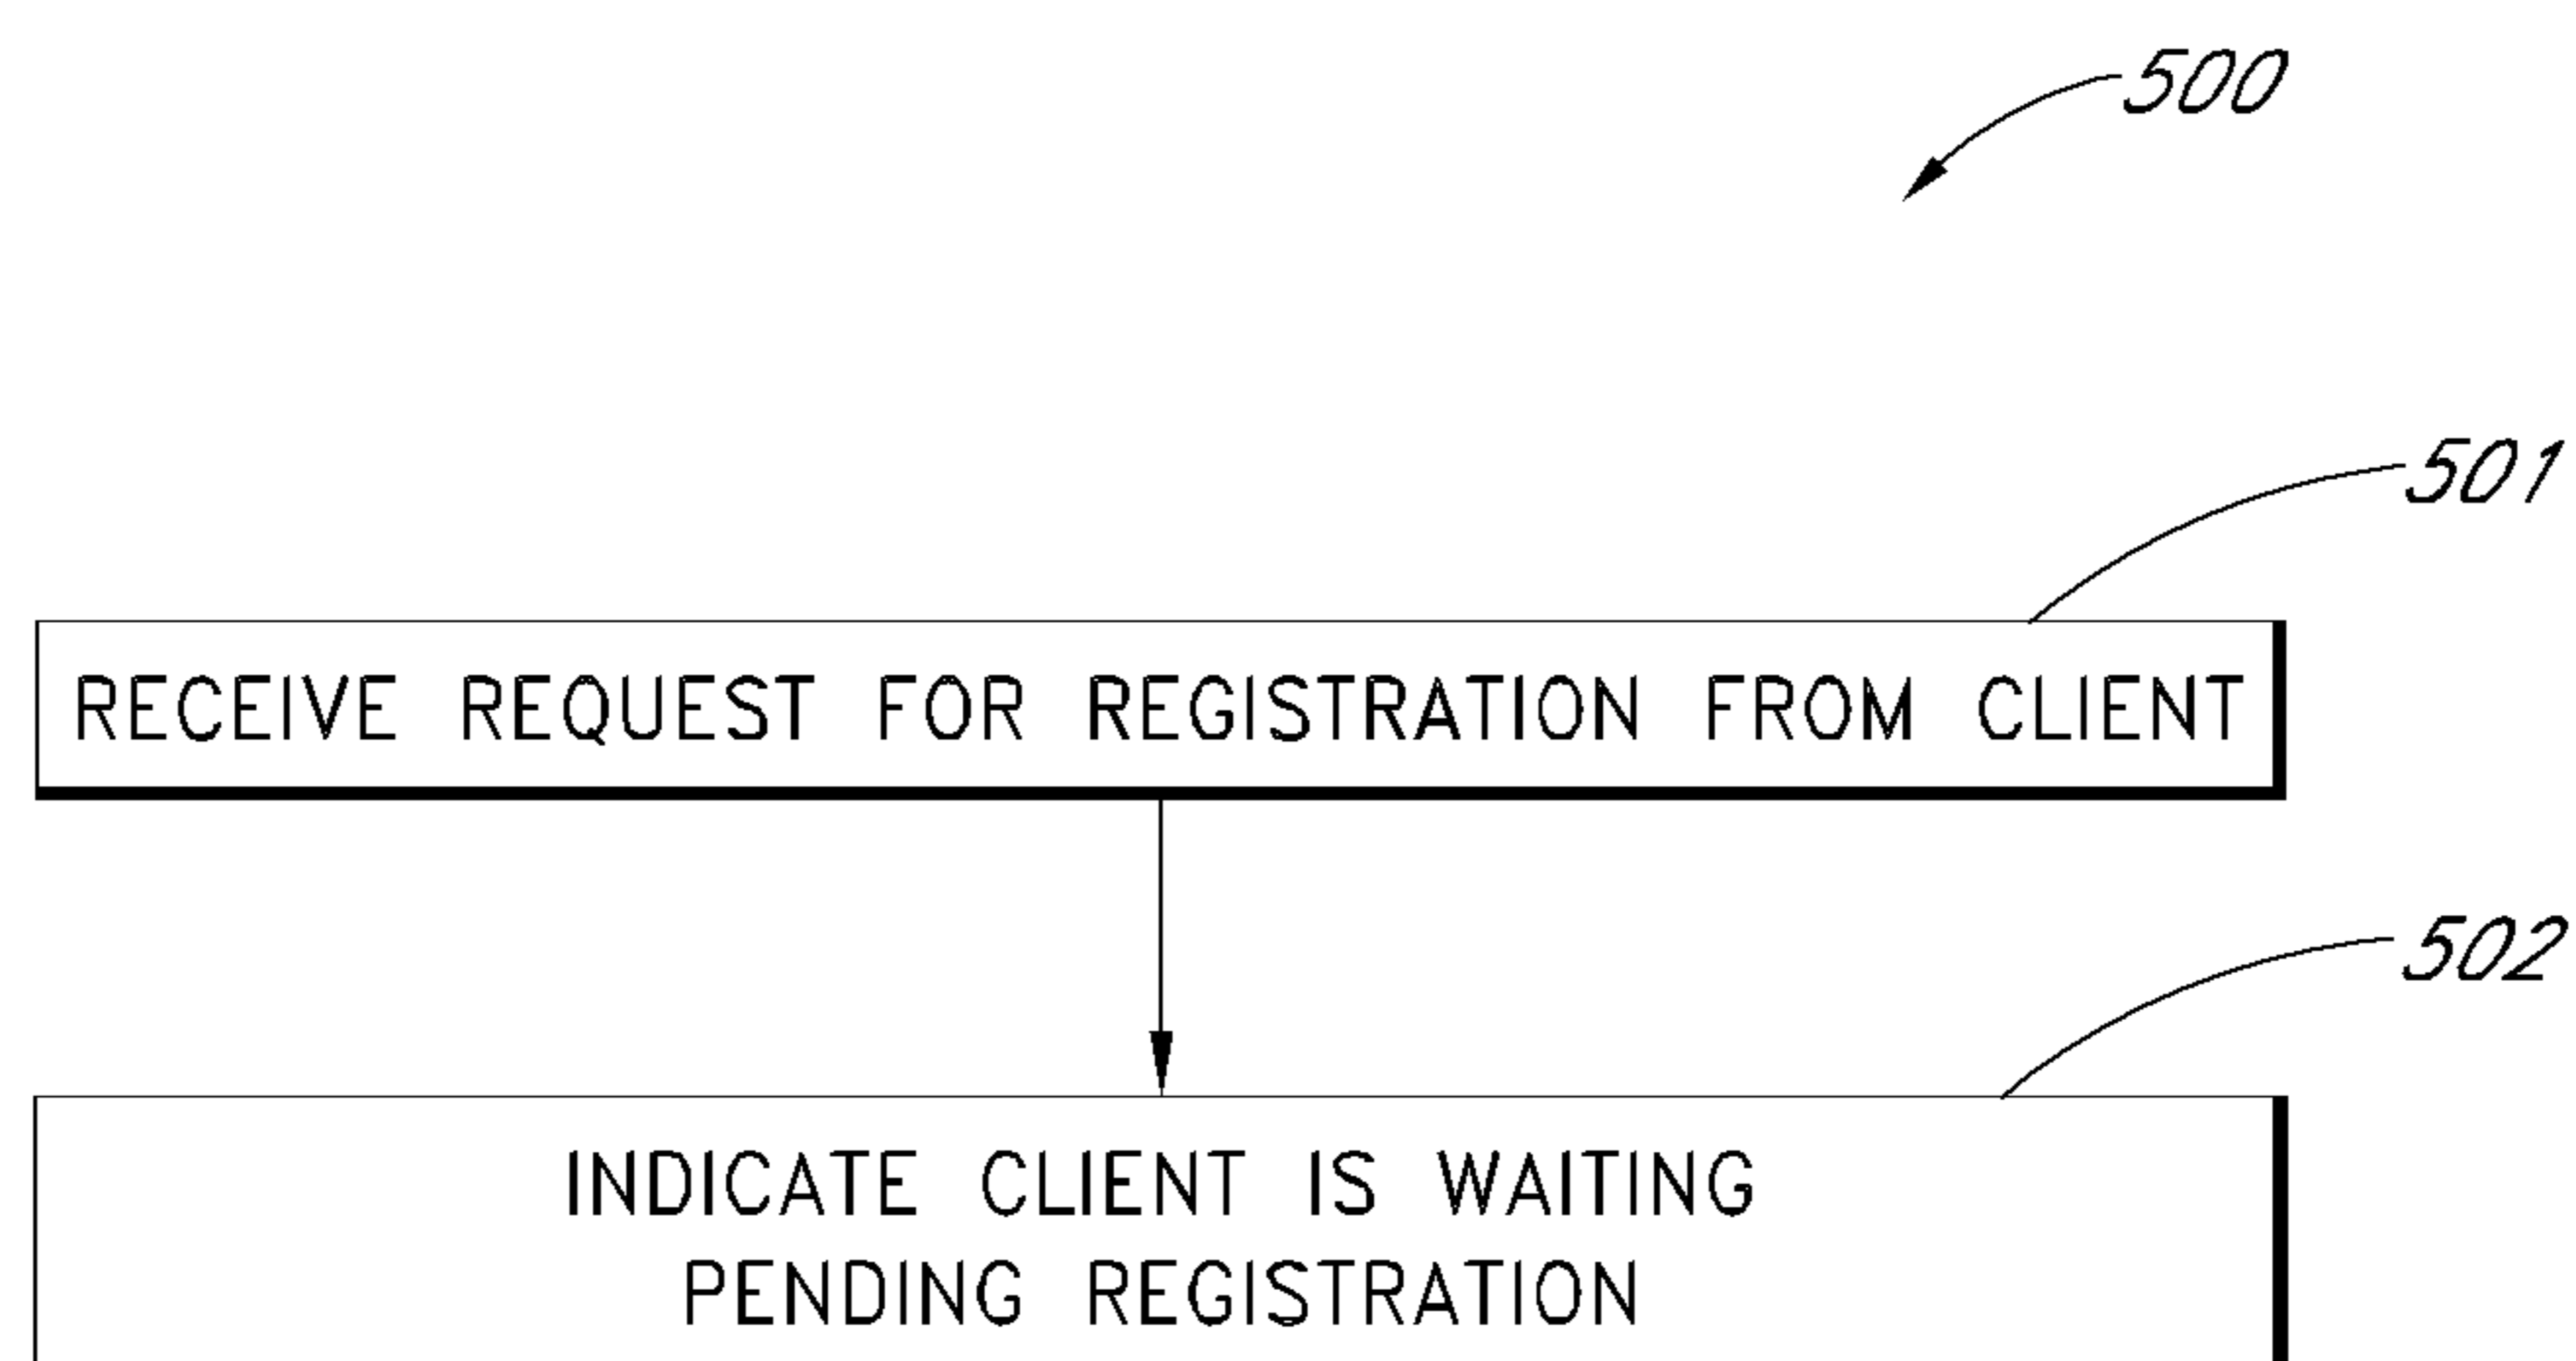 500
501
RECEIVE REQUEST FOR REGISTRATION FROM CLIENT
502
INDICATE CLIENT IS WAITING
PENDING REGISTRATION